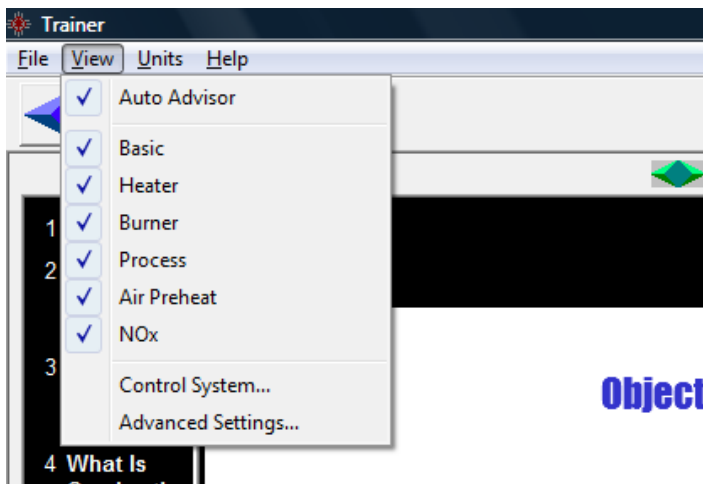 Trainer
File View Units Help
Auto Advisor
Basic
Heater
1
Burner
2
Process
Air Preheat
NOx
3
Control System...
Object
Advanced Settings...
4 What Is